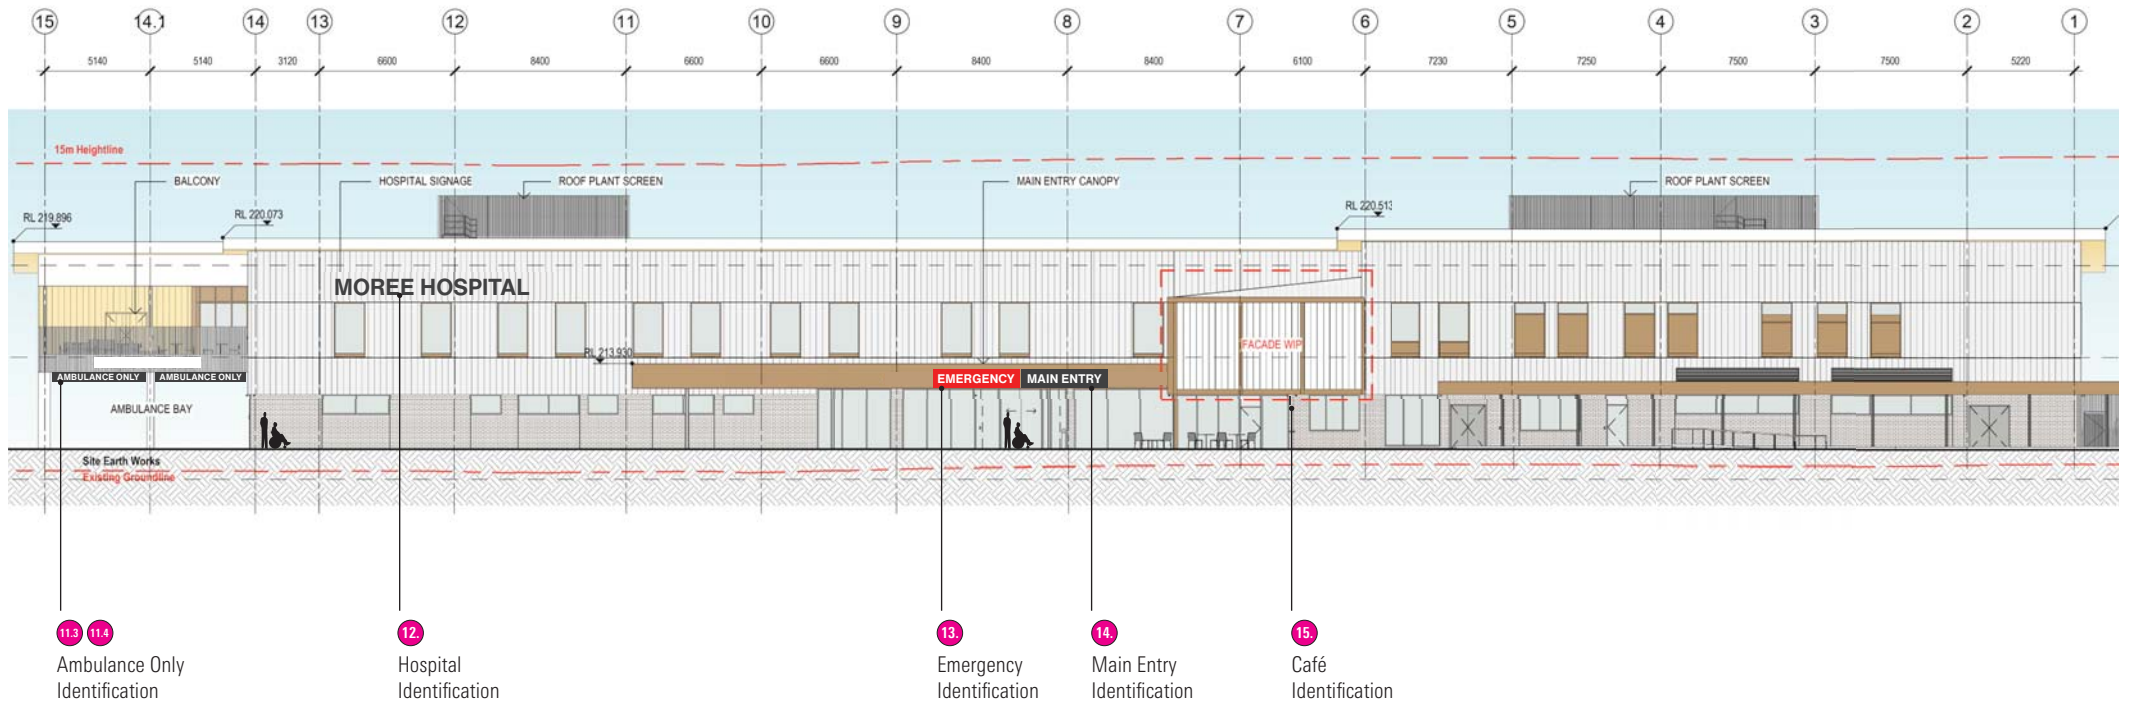 15 14.1 14 13 12 11 10 9 8 7 6 5 4 3 2 1
5140 5140 3120 6600 8400 6600 6600 8400 8400 6100 7230 7250 7500 7500 5220
15m Heightline
BALCONY HOSPITAL SIGNAGE ROOF PLANT SCREEN MAIN ENTRY CANOPY ROOF PLANT SCREEN
RL 219.896 RL 220.073 RL 220.513
MOREE HOSPITAL
FACADE WIP
RL 213.930
AMBULANCE ONLY AMBULANCE ONLY EMERGENCY MAIN ENTRY
AMBULANCE BAY
Site Earth Works
Existing Groundline
11.3 11.4 12. 13. 14. 15.
Ambulance Only
Identification
Hospital
Identification
Emergency
Identification
Main Entry
Identification
Café
Identification